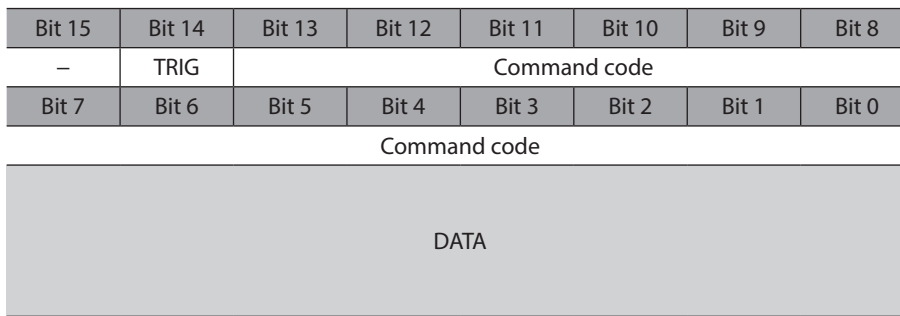 Bit 15 Bit 14 Bit 13 Bit 12 Bit 11 Bit 10 Bit 9 Bit 8
– TRIG Command code
Bit 7 Bit 6 Bit 5 Bit 4 Bit 3 Bit 2 Bit 1 Bit 0
Command code
DATA